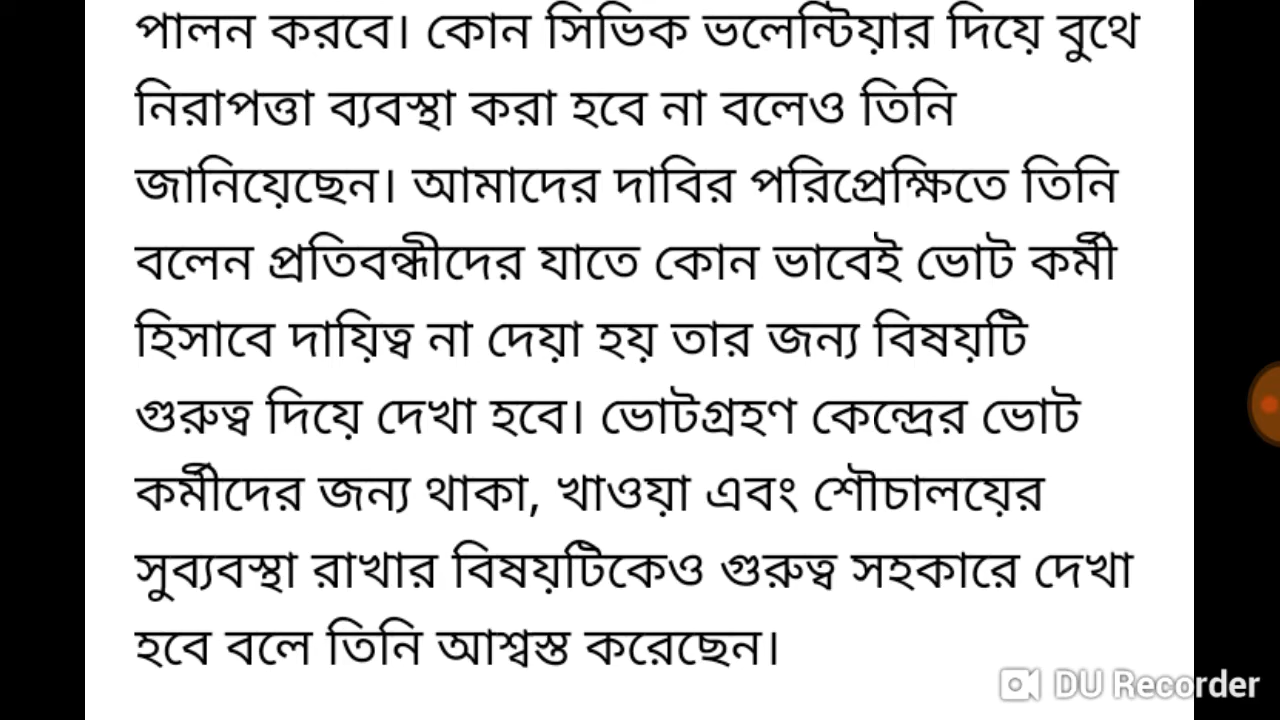 পালন করবে। কোন সিভিক ভলেন্টিয়ার দিয়ে বুথে
নিরাপত্তা ব্যবস্থা করা হবে না বলেও তিনি
জানিয়েছেন। আমাদের দাবির পরিপ্রেক্ষিতে তিনি
বলেন প্রতিবন্ধীদের যাতে কোন ভাবেই ভোট কর্মী
হিসাবে দায়িত্ব না দেয়া হয় তার জন্য বিষয়টি
গুরুত্ব দিয়ে দেখা হবে। ভোটগ্রহণ কেন্দ্রের ভোট
কর্মীদের জন্য থাকা, খাওয়া এবং শৌচালয়ের
সুব্যবস্থা রাখার বিষয়টিকেও গুরুত্ব সহকারে দেখা
হবে বলে তিনি আশ্বস্ত করেছেন।
DU Recorder